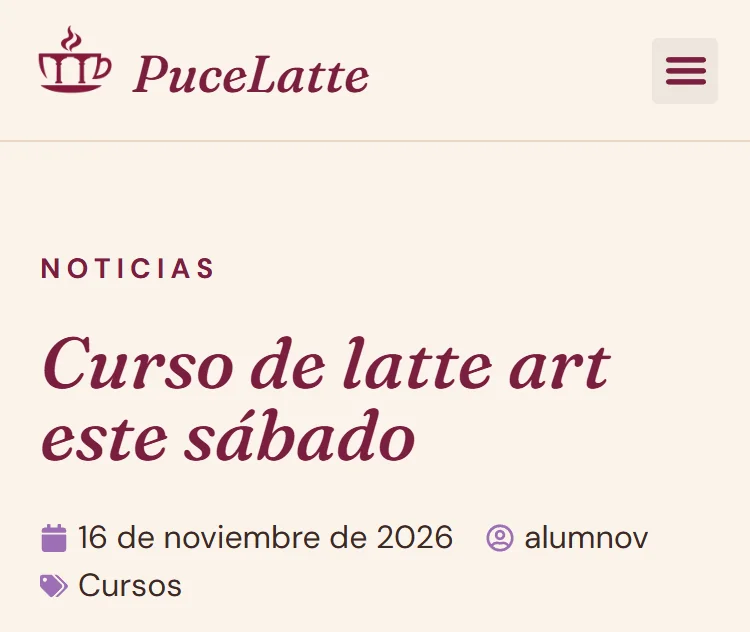 PuceLatte
NOTICIAS
Curso de latte art
este sábado
16 de noviembre de 2026 alumnov
Cursos